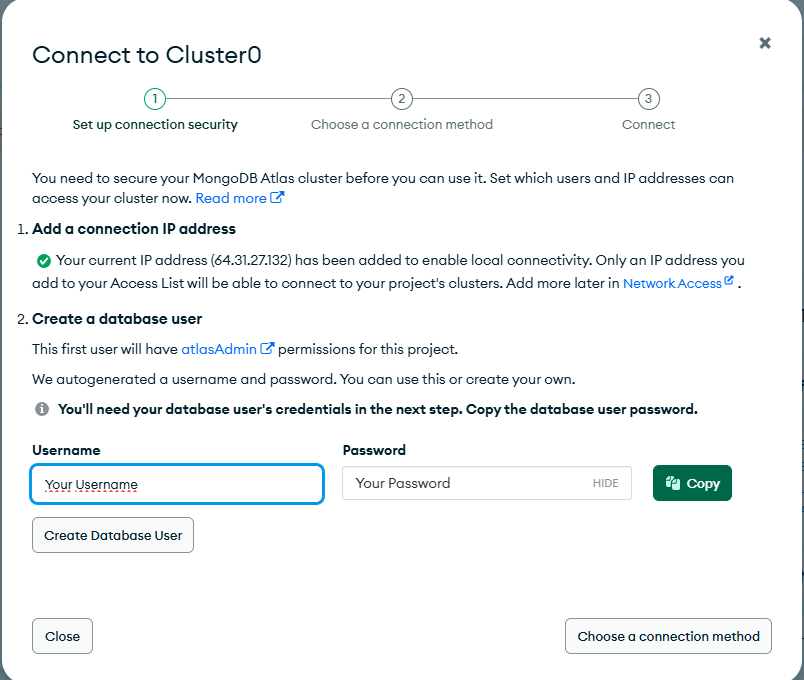 Connect to Cluster0
1
2
3
Set up connection security
Choose a connection method
Connect
You need to secure your MongoDB Atlas cluster before you can use it. Set which users and IP addresses can
access your cluster now. Read more
1. Add a connection IP address
Your current IP address (64.31.27.132) has been added to enable local connectivity. Only an IP address you
add to your Access List will be able to connect to your project's clusters. Add more later in Network Access .
2. Create a database user
This first user will have atlasAdmin permissions for this project.
We autogenerated a username and password. You can use this or create your own.
You'll need your database user's credentials in the next step. Copy the database user password.
Username
Password
Your Username
Your Password
HIDE
Copy
Create Database User
Close
Choose a connection method